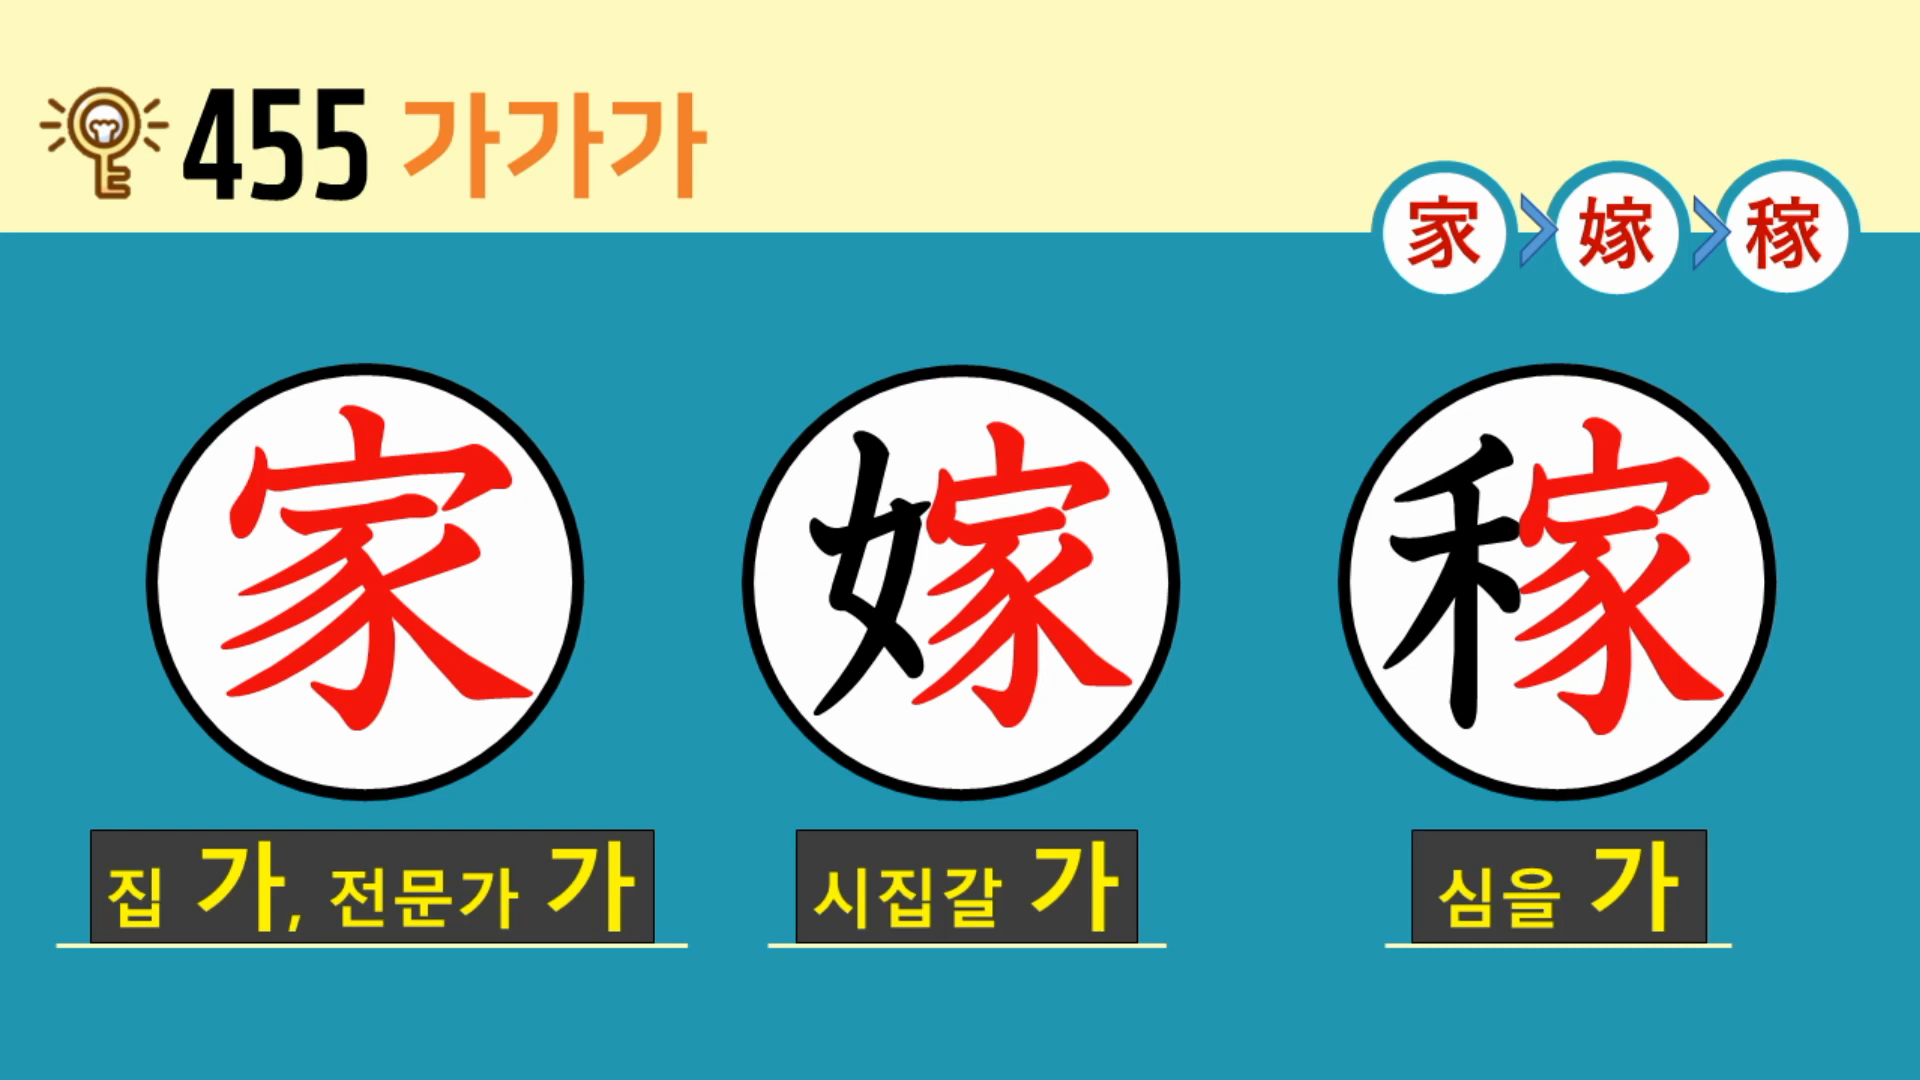 455 가가가
家 嫁 稼
家 嫁 稼
집 가, 전문가 가
시집갈 가
심을 가